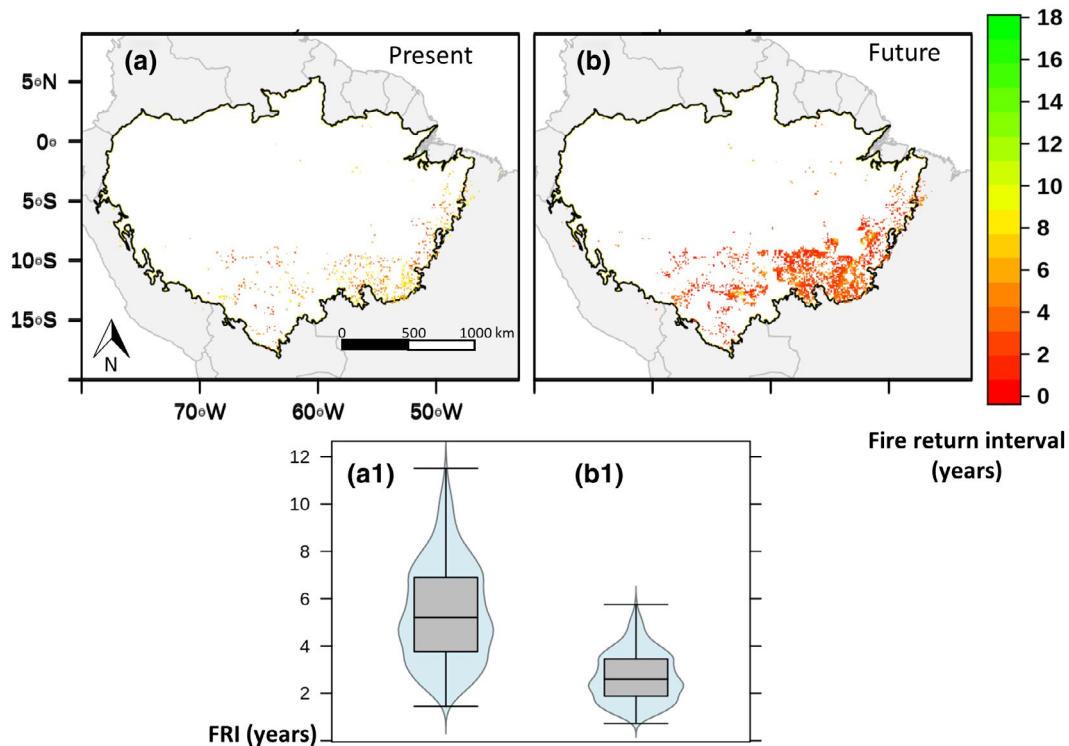 (a)
Present
5°N
0°
5°S
10°S
15°S
N
0
500
1000 km
70°W
60°W
50°W
(b)
Future
18
16
14
12
10
8
6
4
2
0
Fire return interval
(years)
12
10
8
6
4
2
(a1)
(b1)
FRI (years)